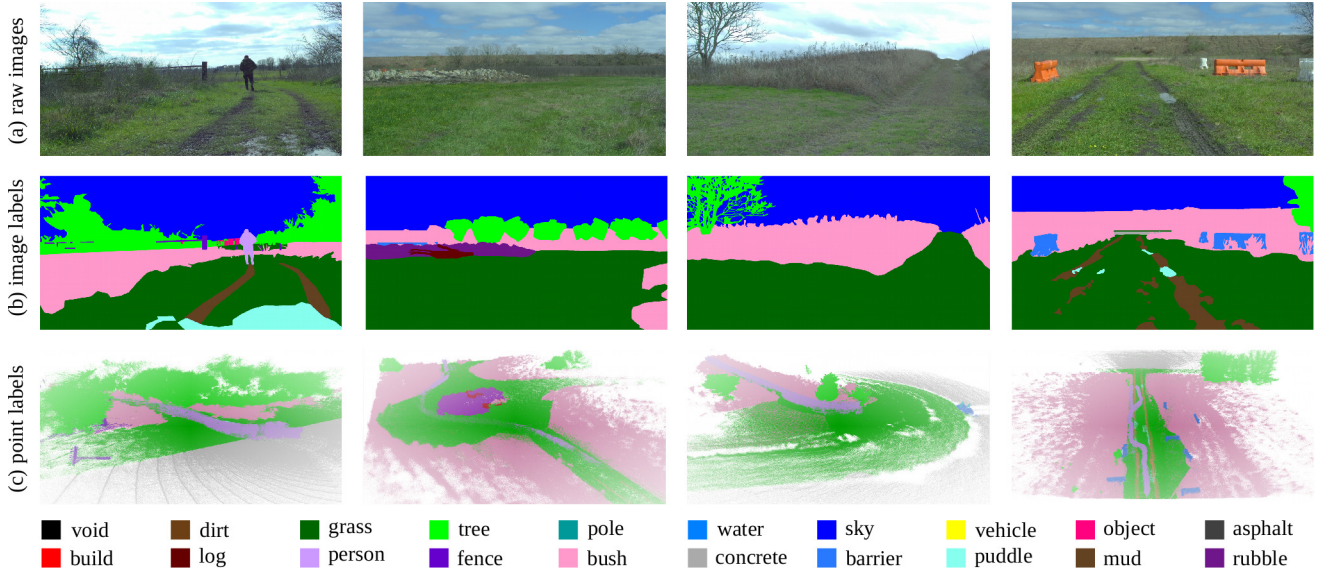 (a) raw images
(b) image labels
(c) point labels
void dirt grass tree pole water sky vehicle object asphalt
build log person fence bush concrete barrier puddle mud rubble